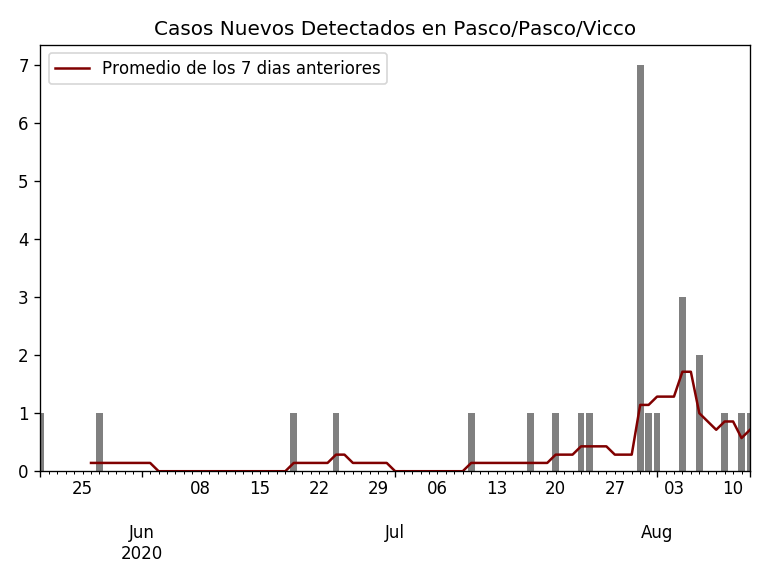 Casos Nuevos Detectados en Pasco/Pasco/Vicco
Promedio de los 7 dias anteriores
7
6
5
4
3
2
1
0
25 08 15 22 29 06 13 20 27 03 10
Jun Jul Aug
2020